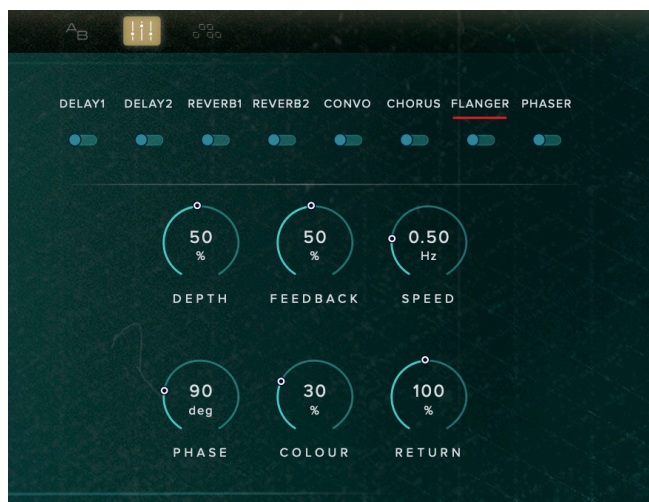 AB
DELAY1 DELAY2 REVERB1 REVERB2 CONVO CHORUS FLANGER PHASER
50 50 0.50
% % Hz
DEPTH FEEDBACK SPEED
90 30 100
deg % %
PHASE COLOUR RETURN